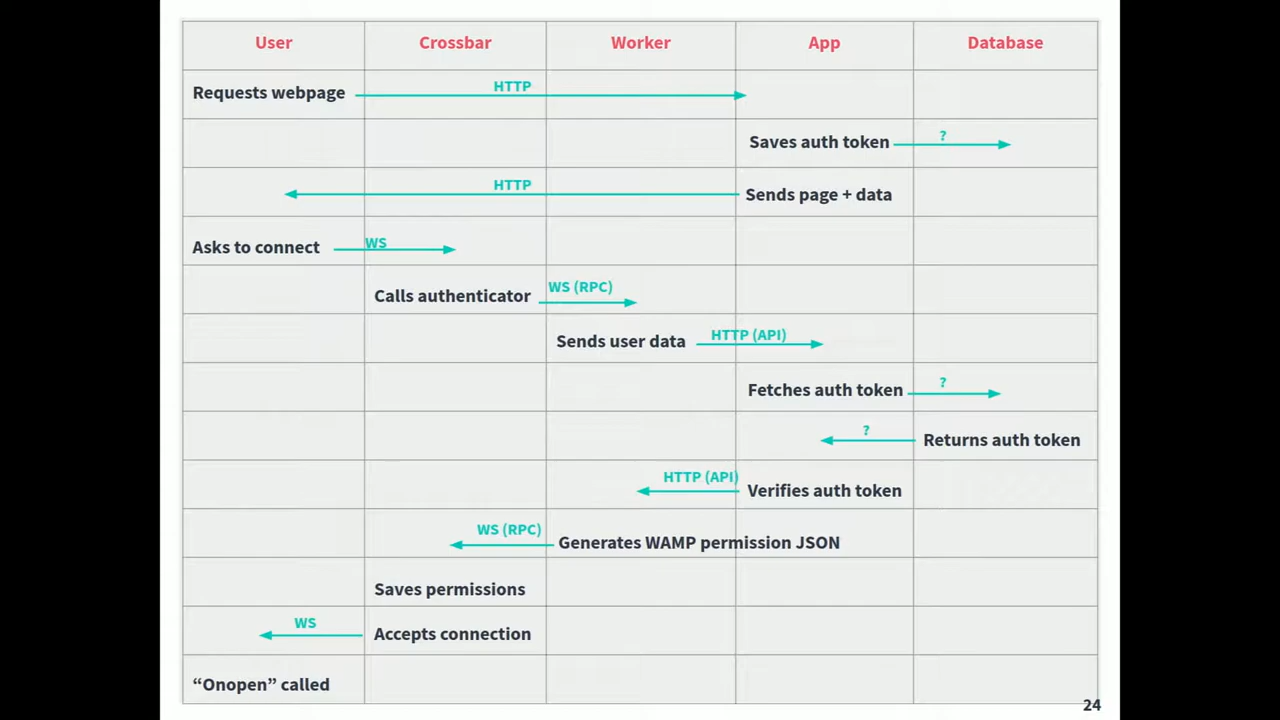 User Crossbar Worker App Database
HTTP
Requests webpage
?
Saves auth token
HTTP
Sends page + data
WS
Asks to connect
WS (RPC)
Calls authenticator
HTTP (API)
Sends user data
?
Fetches auth token
?
Returns auth token
HTTP (API)
Verifies auth token
WS (RPC)
Generates WAMP permission JSON
Saves permissions
WS
Accepts connection
“Onopen” called
24